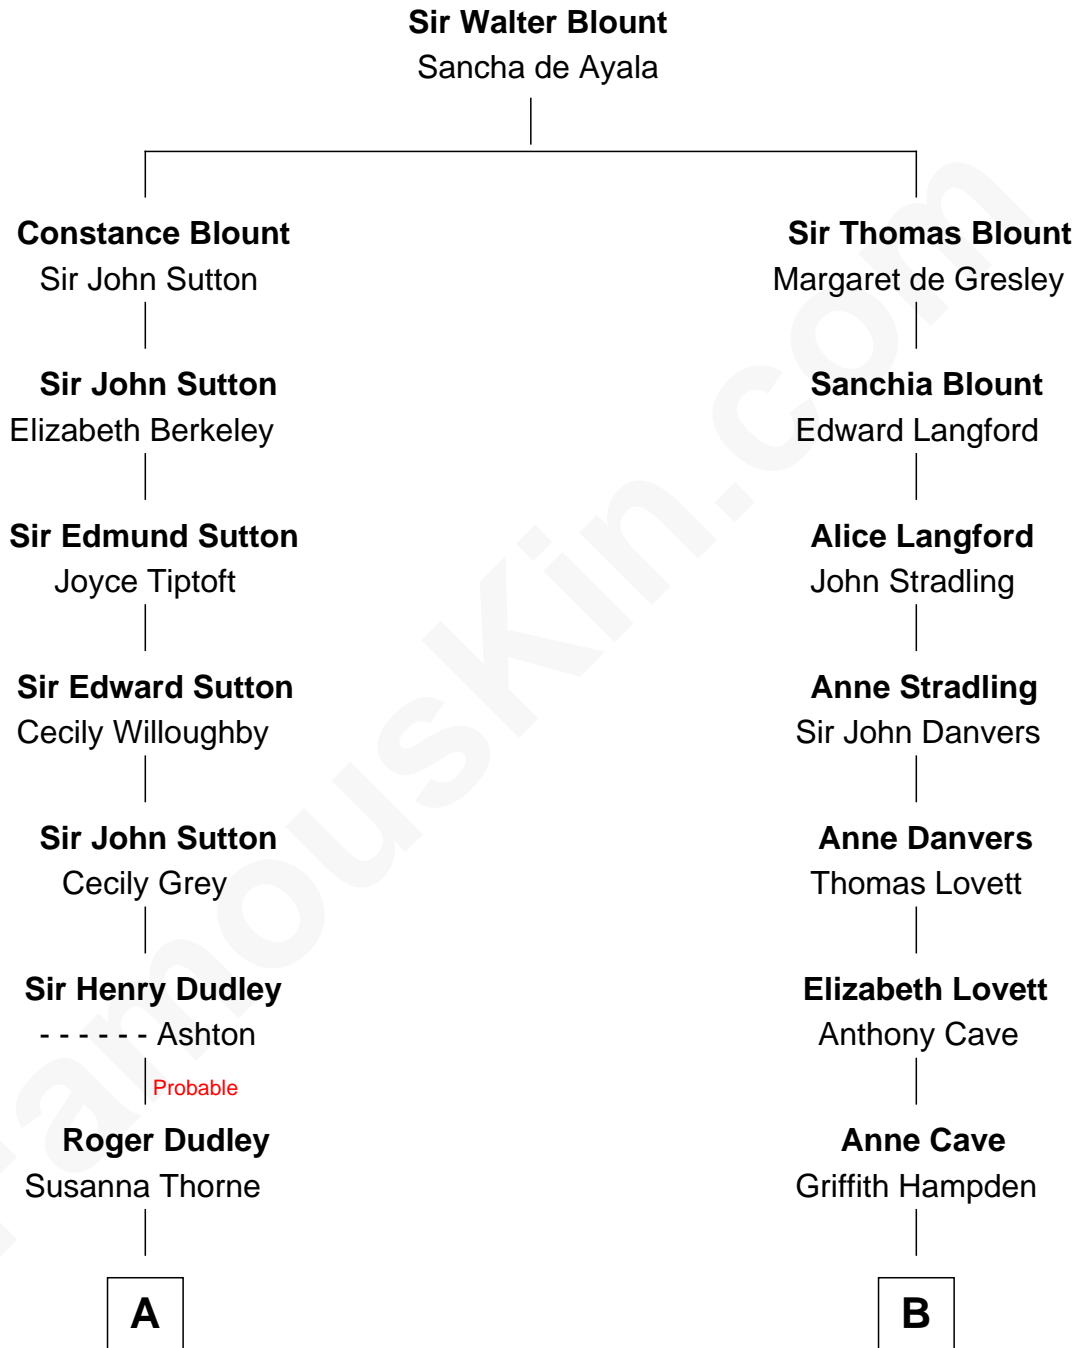 Sir Walter Blount
Sancha de Ayala
Constance Blount
Sir John Sutton
Sir John Sutton
Elizabeth Berkeley
Sir Edmund Sutton
Joyce Tiptoft
Sir Edward Sutton
Cecily Willoughby
Sir John Sutton
Cecily Grey
Sir Henry Dudley
- - - - - - Ashton
Probable
Roger Dudley
Susanna Thorne
A
Sir Thomas Blount
Margaret de Gresley
Sanchia Blount
Edward Langford
Alice Langford
John Stradling
Anne Stradling
Sir John Danvers
Anne Danvers
Thomas Lovett
Elizabeth Lovett
Anthony Cave
Anne Cave
Griffith Hampden
B
FamousKin.com